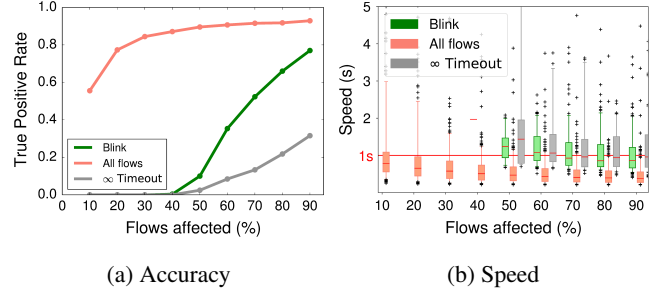 1.0
0.8
0.6
0.4
0.2
0.0
True Positive Rate
Blink
All flows
∞ Timeout
0 10 20 30 40 50 60 70 80 90
Flows affected (%)
(a) Accuracy
5
4
3
2
1s
Speed (s)
Blink
All flows
∞ Timeout
10 20 30 40 50 60 70 80 90
Flows affected (%)
(b) Speed